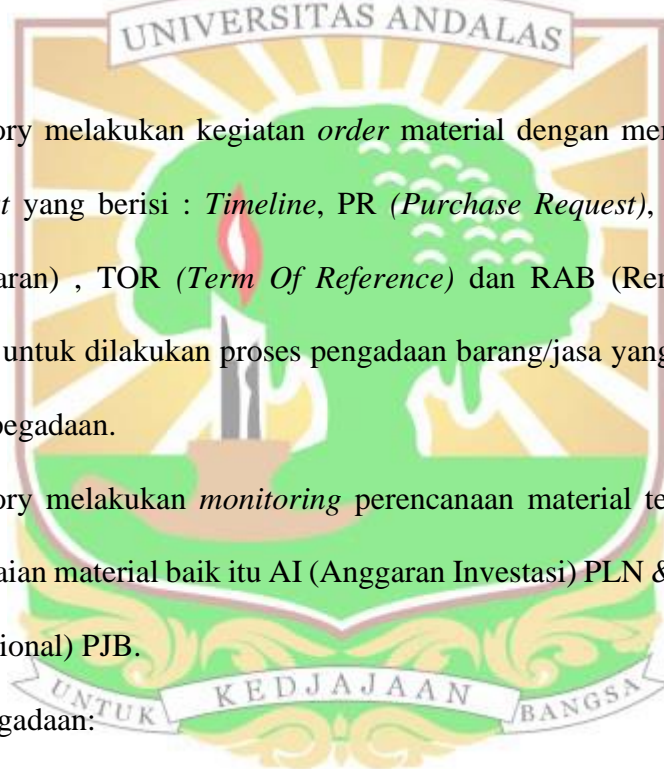 UNIVERSITAS ANDALAS
ory melakukan kegiatan order material dengan mer
t yang berisi : Timeline, PR (Purchase Request),
aran) , TOR (Term Of Reference) dan RAB (Ren
untuk dilakukan proses pengadaan barang/jasa yang
pegadaan.
ory melakukan monitoring perencanaan material te
aian material baik itu AI (Anggaran Investasi) PLN &
ional) PJB.
UNTUK KEDJAJAAN BANGSA
gadaan: